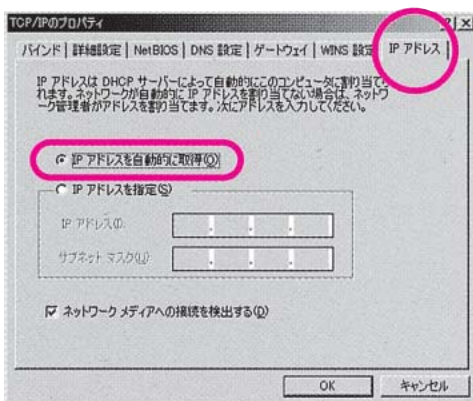 TCP/IPのプロパティ
バインド 詳細設定 NetBIOS DNS 設定 ゲートウェイ WINS 設定 IP アドレス
IP アドレスは DHCP サーバーによって自動的にこのコンピュータに割り当てら
れます。ネットワークが自動的に IP アドレスを割り当てない場合は、ネットワ
ーク管理者がアドレスを割り当てます。次にアドレスを入力してください。
IP アドレスを自動的に取得(O)
IP アドレスを指定(S)
IP アドレス(I):
サブネット マスク(U):
ネットワーク メディアへの接続を検出する(D)
OK キャンセル